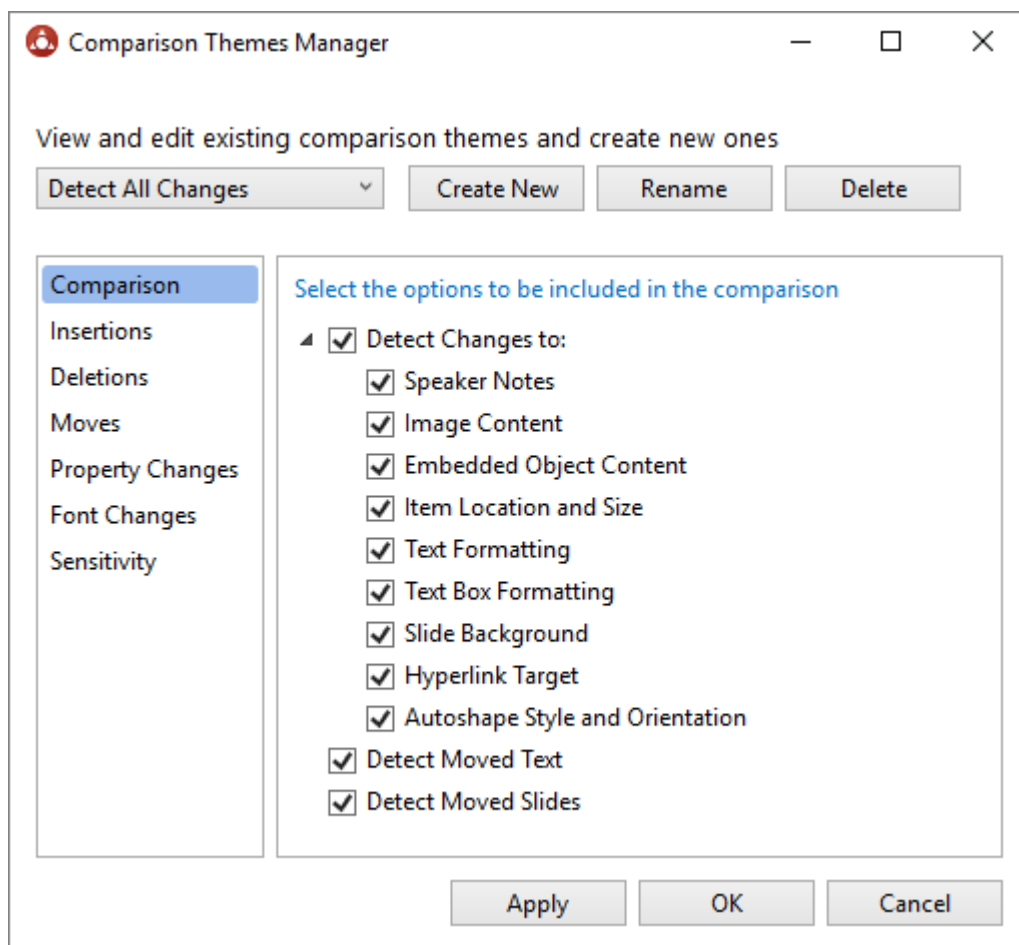 Comparison Themes Manager
View and edit existing comparison themes and create new ones
Detect All Changes Create New Rename Delete
Comparison
Insertions
Deletions
Moves
Property Changes
Font Changes
Sensitivity
Select the options to be included in the comparison
Detect Changes to:
Speaker Notes
Image Content
Embedded Object Content
Item Location and Size
Text Formatting
Text Box Formatting
Slide Background
Hyperlink Target
Autoshape Style and Orientation
Detect Moved Text
Detect Moved Slides
Apply OK Cancel